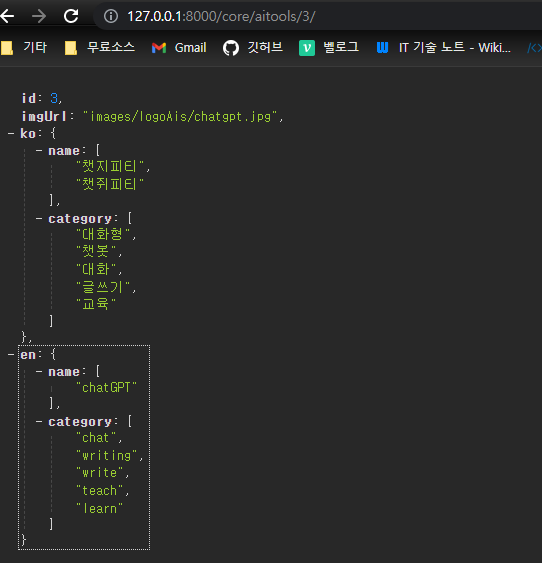 127.0.0.1:8000/core/aitools/3/
기타 무료소스 Gmail 깃허브 벨로그 IT 기술 노트 - Wiki...
id: 3,
imgUrl: "images/logoAis/chatgpt.jpg",
- ko: {
- name: [
"챗지피티",
"챗쥐피티"
],
- category: [
"대화형",
"챗봇",
"대화",
"글쓰기",
"교육"
]
},
- en: {
- name: [
"chatGPT"
],
- category: [
"chat",
"writing",
"write",
"teach",
"learn"
]
}